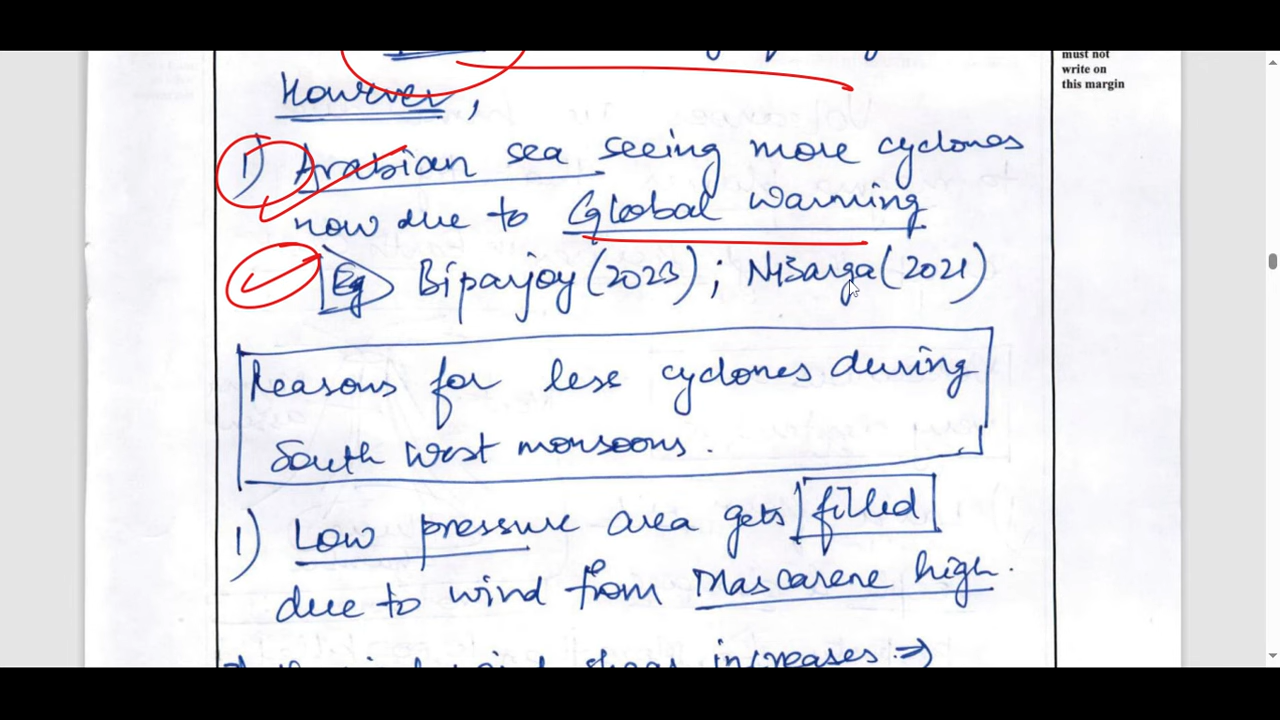 must not
write on
this margin
However,
1) Arabian sea seeing more cyclones
now due to Global warming
Eg Biparjoy (2023); Nisarga (2021)
Reasons for less cyclones during
South West monsoons.
1) Low pressure area gets filled
due to wind from Mascarene high.
increases ⇒